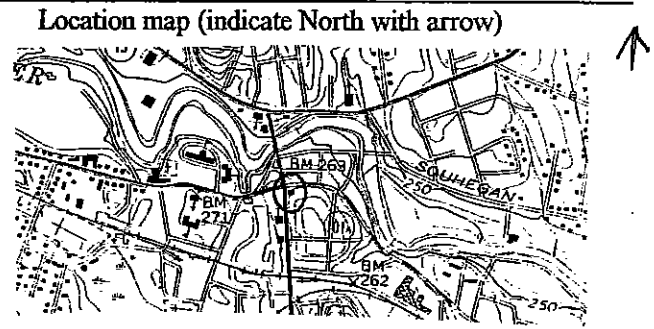 Location map (indicate North with arrow)
BM 263
SOUHEGAN
250
BM
271
BM
262
250